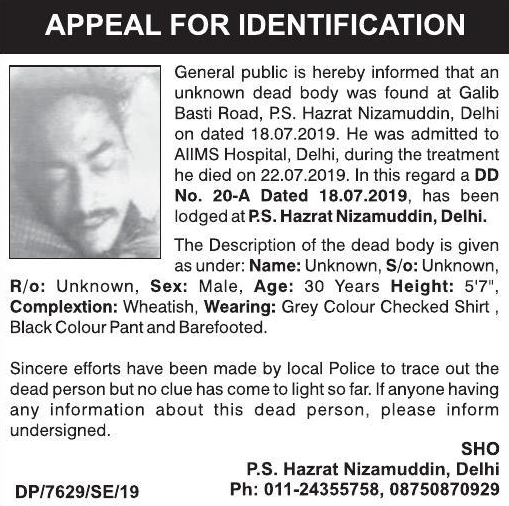 APPEAL FOR IDENTIFICATION
General public is hereby informed that an
unknown dead body was found at Galib
Basti Road, P.S. Hazrat Nizamuddin, Delhi
on dated 18.07.2019. He was admitted to
AIIMS Hospital, Delhi, during the treatment
he died on 22.07.2019. In this regard a DD
No. 20-A Dated 18.07.2019, has been
lodged at P.S. Hazrat Nizamuddin, Delhi.
The Description of the dead body is given
as under: Name: Unknown, S/o: Unknown,
R/o: Unknown, Sex: Male, Age: 30 Years Height: 5'7",
Complextion: Wheatish, Wearing: Grey Colour Checked Shirt ,
Black Colour Pant and Barefooted.
Sincere efforts have been made by local Police to trace out the
dead person but no clue has come to light so far. If anyone having
any information about this dead person, please inform
undersigned.
SHO
P.S. Hazrat Nizamuddin, Delhi
DP/7629/SE/19 Ph: 011-24355758, 08750870929